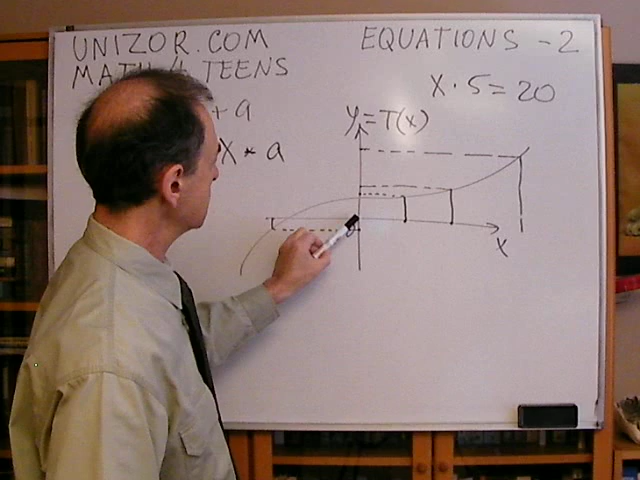 UNIZOR.COM
MATH 4 TEENS
EQUATIONS - 2
X · 5 = 20
+ a
X * a
y = T(x)
X